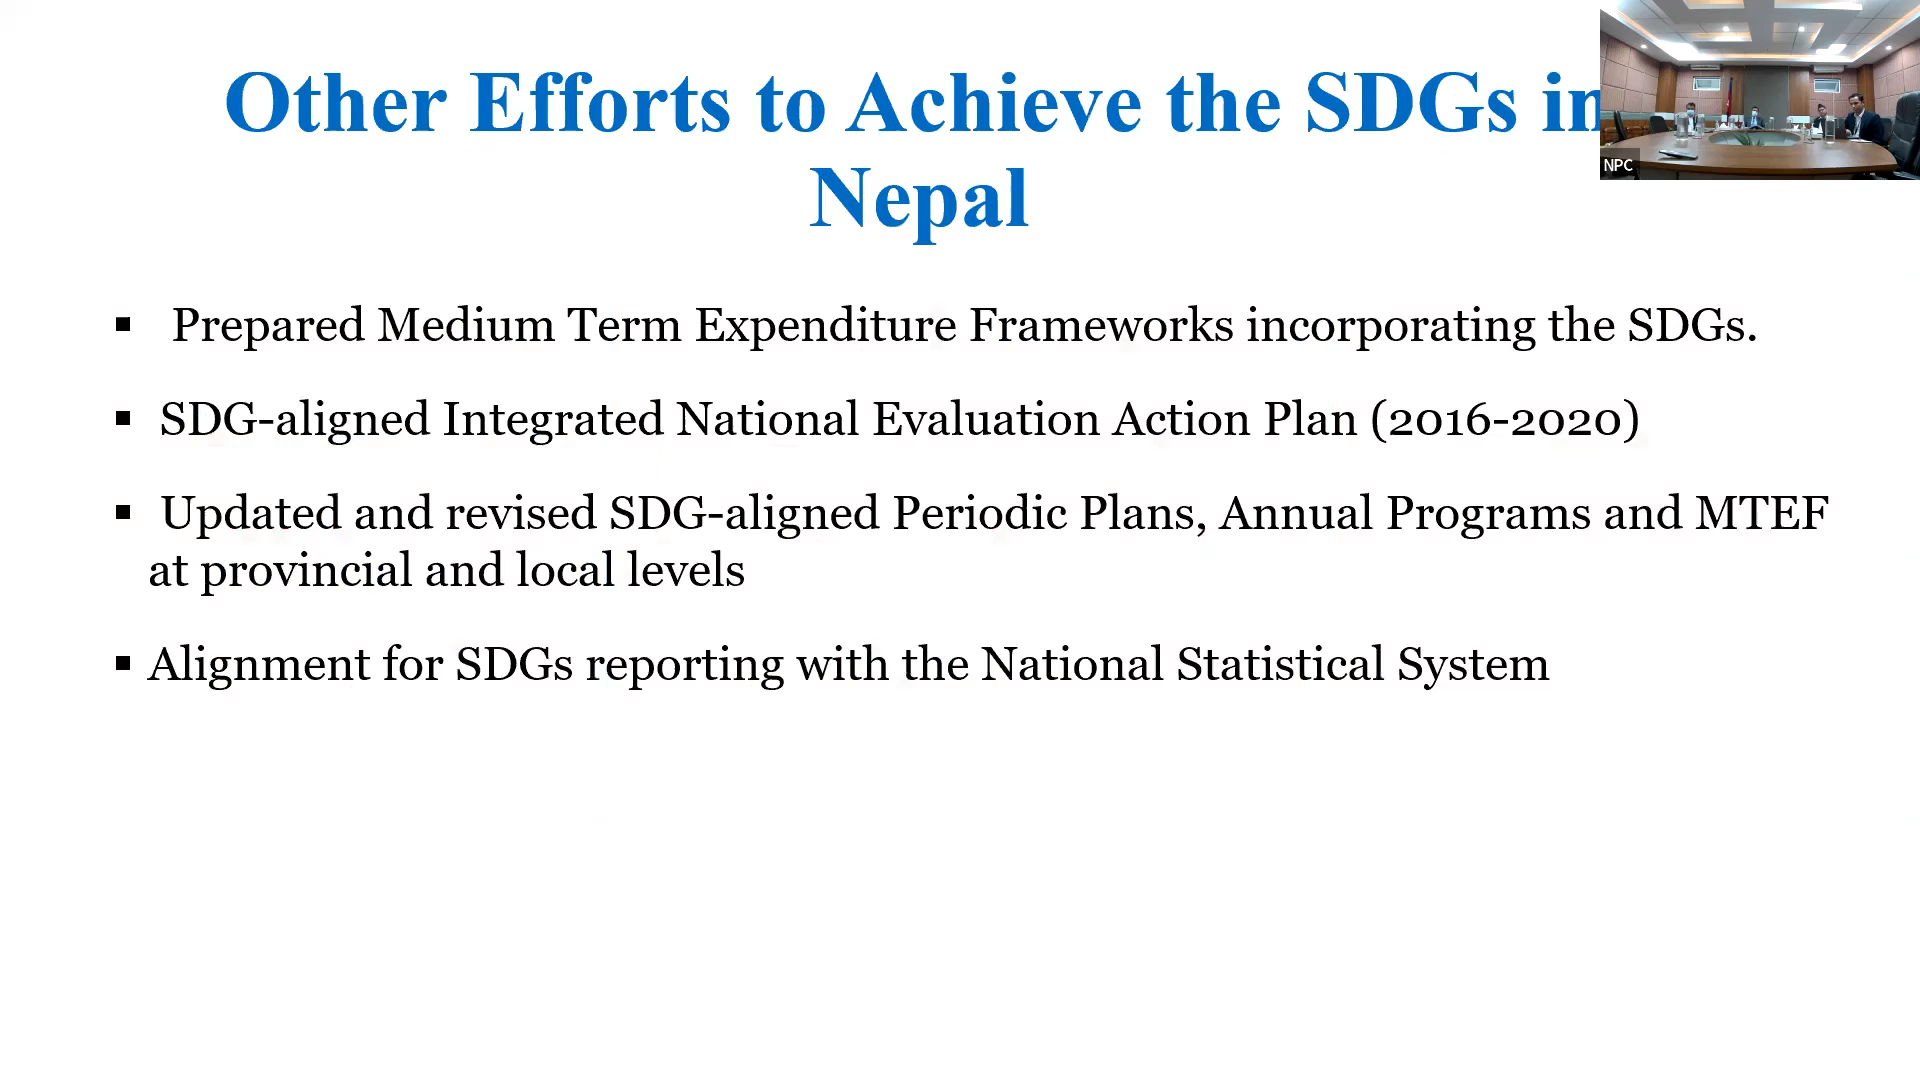 Other Efforts to Achieve the SDGs in
Nepal
NPC
▪ Prepared Medium Term Expenditure Frameworks incorporating the SDGs.
▪ SDG-aligned Integrated National Evaluation Action Plan (2016-2020)
▪ Updated and revised SDG-aligned Periodic Plans, Annual Programs and MTEF
at provincial and local levels
▪ Alignment for SDGs reporting with the National Statistical System